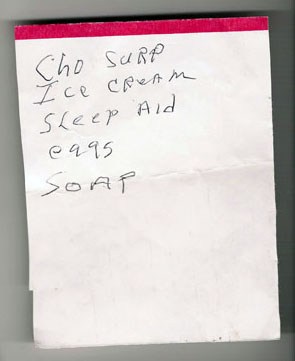 Cho SURP
Ice CREAM
Sleep AId
eggs
SOAP